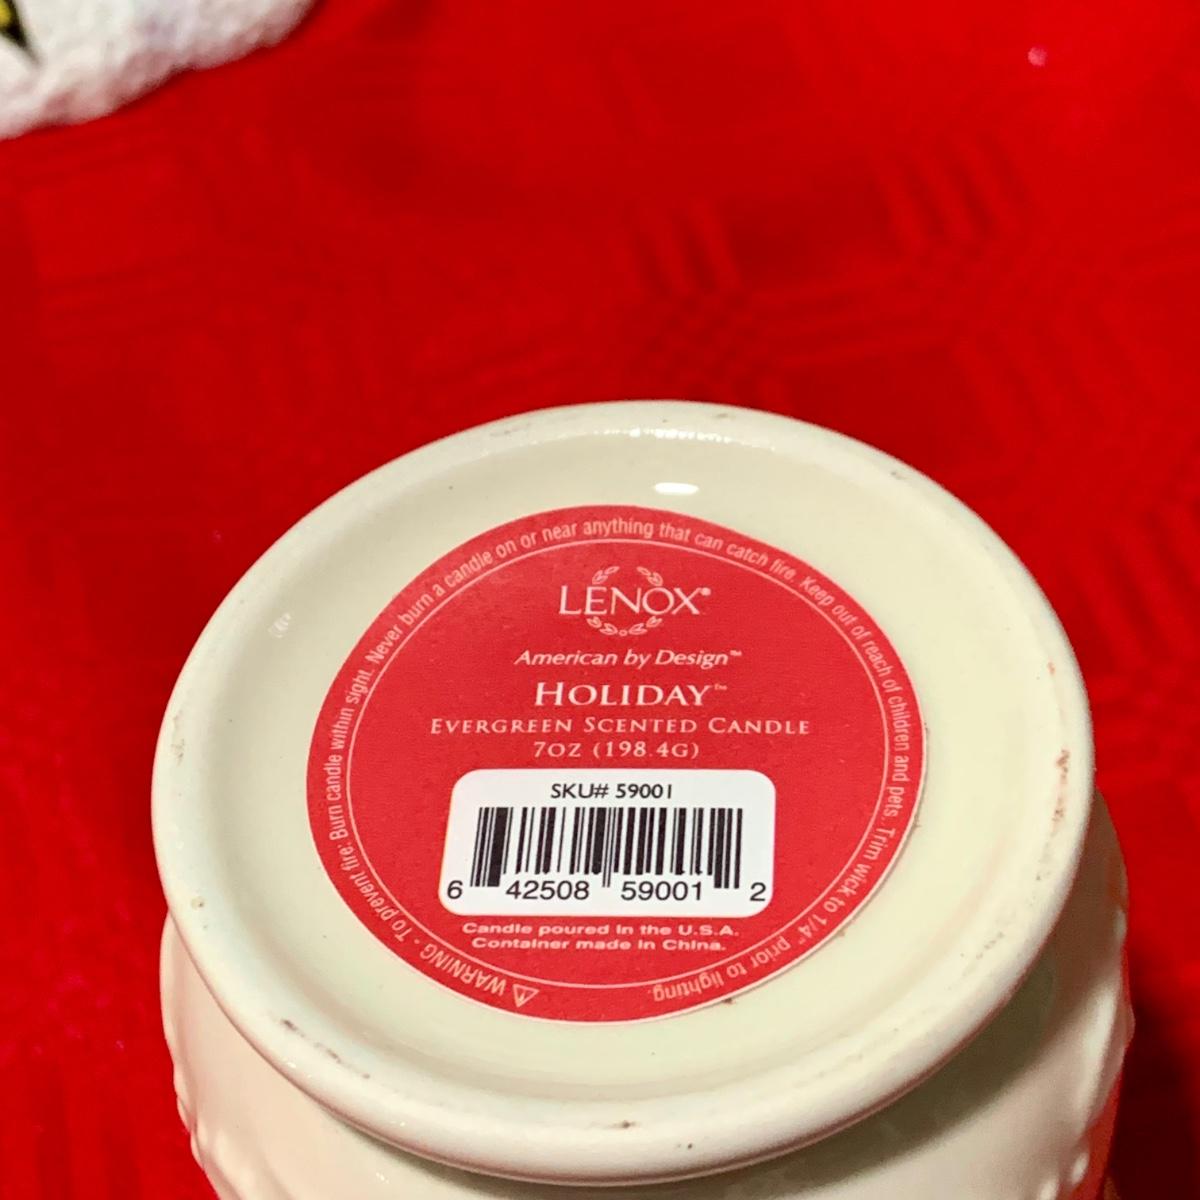 LENOX®
American by Design™
HOLIDAY™
EVERGREEN SCENTED CANDLE
7OZ (198.4G)
SKU# 59001
6 42508 59001 2
Candle poured in the U.S.A.
Container made in China.
⚠ WARNING - To prevent fire: Burn candle within sight. Never burn a candle on or near anything that can catch fire. Keep out of reach of children and pets. Trim wick to 1/4" prior to lighting.